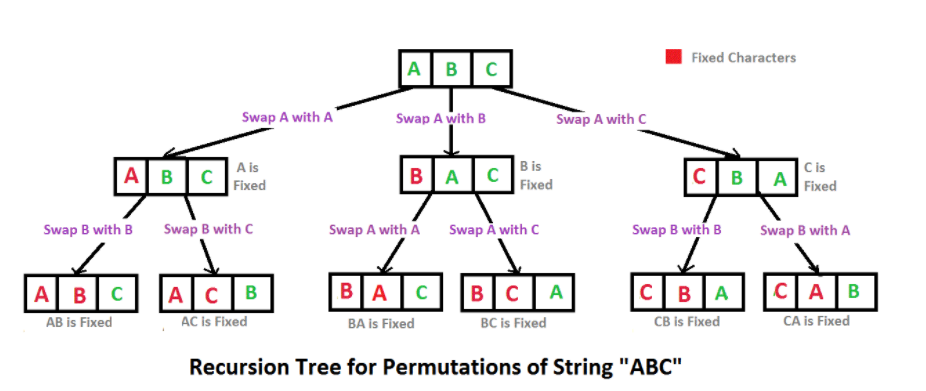 A B C
Fixed Characters
Swap A with A
Swap A with B
Swap A with C
A B C
A is
Fixed
B A C
B is
Fixed
C B A
C is
Fixed
Swap B with B
Swap B with C
Swap A with A
Swap A with C
Swap B with B
Swap B with A
A B C
A C B
B A C
B C A
C B A
C A B
AB is Fixed
AC is Fixed
BA is Fixed
BC is Fixed
CB is Fixed
CA is Fixed
Recursion Tree for Permutations of String "ABC"